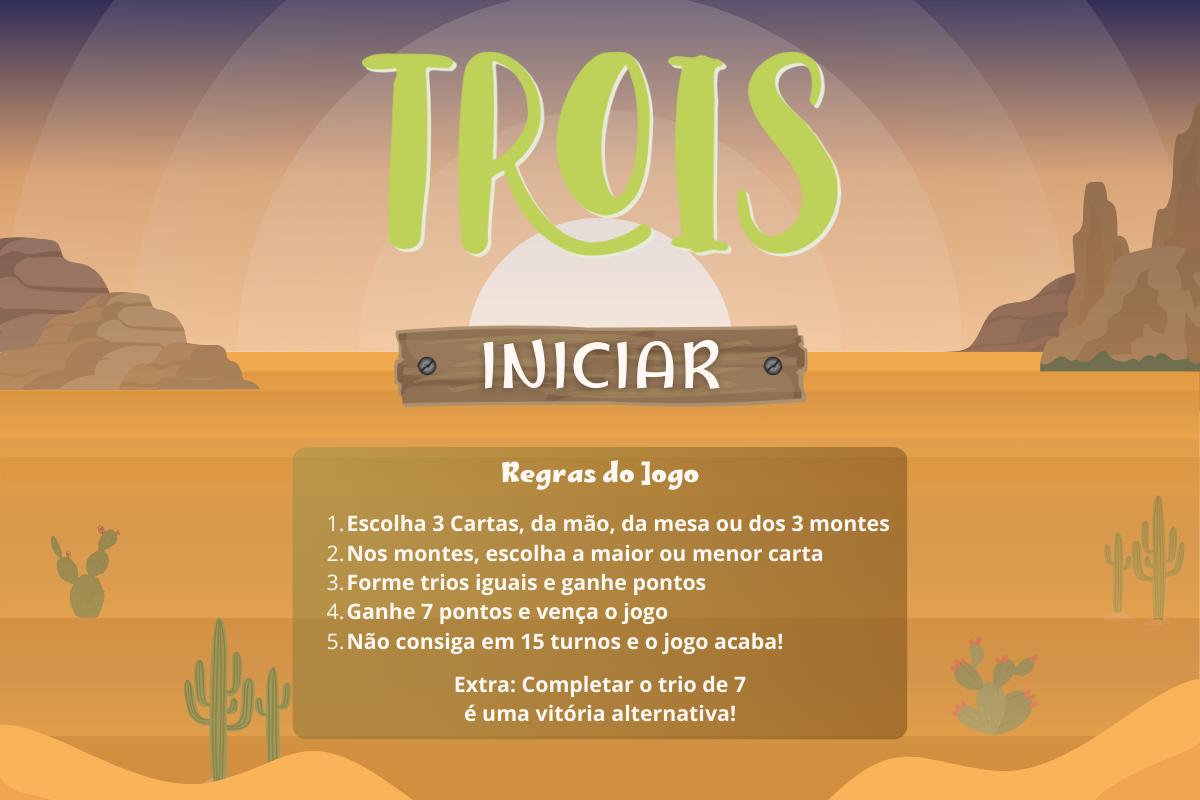 TROIS
INICIAR
Regras do Jogo
1. Escolha 3 Cartas, da mão, da mesa ou dos 3 montes
2. Nos montes, escolha a maior ou menor carta
3. Forme trios iguais e ganhe pontos
4. Ganhe 7 pontos e vença o jogo
5. Não consiga em 15 turnos e o jogo acaba!
Extra: Completar o trio de 7
é uma vitória alternativa!